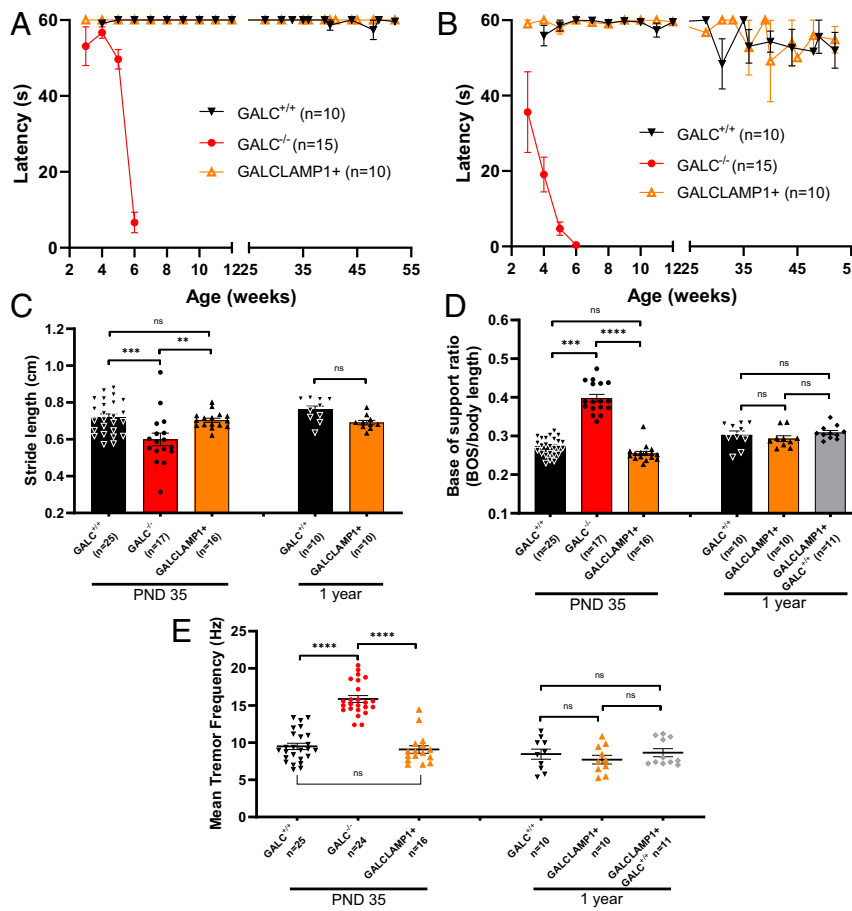 A
60
40
20
0
Latency (s)
GALC+/+ (n=10)
GALC-/- (n=15)
GALCLAMP1+ (n=10)
2 4 6 8 10 12 25 35 45 55
Age (weeks)
B
60
40
20
0
Latency (s)
GALC+/+ (n=10)
GALC-/- (n=15)
GALCLAMP1+ (n=10)
2 4 6 8 10 12 25 35 45 55
Age (weeks)
C
1.2
1.0
0.8
0.6
0.4
0.2
Stride length (cm)
ns
*** **
ns
GALC+/+ (n=25)
GALC-/- (n=17)
GALCLAMP1+ (n=16)
GALC+/+ (n=10)
GALCLAMP1+ (n=10)
PND 35
1 year
D
0.6
0.5
0.4
0.3
0.2
0.1
Base of support ratio
(BOS/body length)
ns
*** ****
ns
ns ns
GALC+/+ (n=25)
GALC-/- (n=17)
GALCLAMP1+ (n=16)
GALC+/+ (n=10)
GALCLAMP1+ (n=10)
GALCLAMP1+
GALC+/+ (n=11)
PND 35
1 year
E
25
20
15
10
5
0
Mean Tremor Frequency (Hz)
**** ****
ns
ns
ns ns
GALC+/+ n=25
GALC-/- n=24
GALCLAMP1+ n=16
GALC+/+ n=10
GALCLAMP1+ n=10
GALCLAMP1+
GALC+/+ n=11
PND 35
1 year